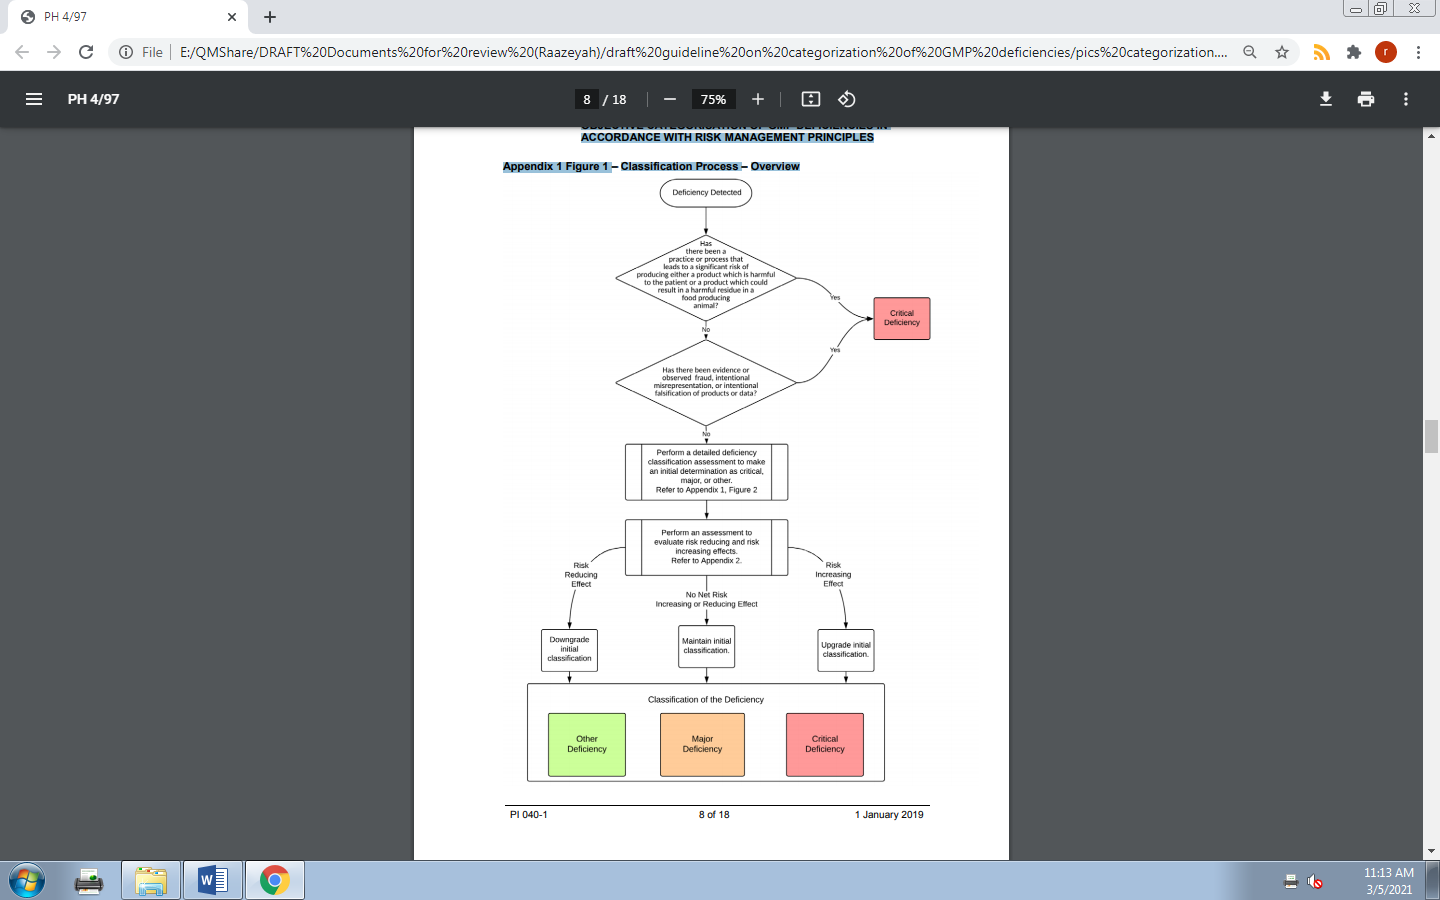 PH 4/97
File
E:/QMShare/DRAFT%20Documents%20for%20review%20(Raazeyah)/draft%20guideline%20on%20categorization%20of%20GMP%20deficiencies/pics%20categorization....
r
PH 4/97
8 / 18
75%
OBJECTIVE CATEGORISATION OF GMP DEFICIENCIES IN
ACCORDANCE WITH RISK MANAGEMENT PRINCIPLES
Appendix 1 Figure 1 – Classification Process – Overview
Deficiency Detected
Has
there been a
practice or process that
leads to a significant risk of
producing either a product which is harmful
to the patient or a product which could
result in a harmful residue in a
food producing
animal?
Yes
Critical
Deficiency
No
Yes
Has there been evidence or
observed fraud, intentional
misrepresentation, or intentional
falsification of products or data?
No
Perform a detailed deficiency
classification assessment to make
an initial determination as critical,
major, or other.
Refer to Appendix 1, Figure 2
Perform an assessment to
evaluate risk reducing and risk
increasing effects.
Refer to Appendix 2.
Risk
Reducing
Effect
No Net Risk
Increasing or Reducing Effect
Risk
Increasing
Effect
Downgrade
initial
classification
Maintain initial
classification.
Upgrade initial
classification.
Classification of the Deficiency
Other
Deficiency
Major
Deficiency
Critical
Deficiency
PI 040-1
8 of 18
1 January 2019
W
11:13 AM
3/5/2021